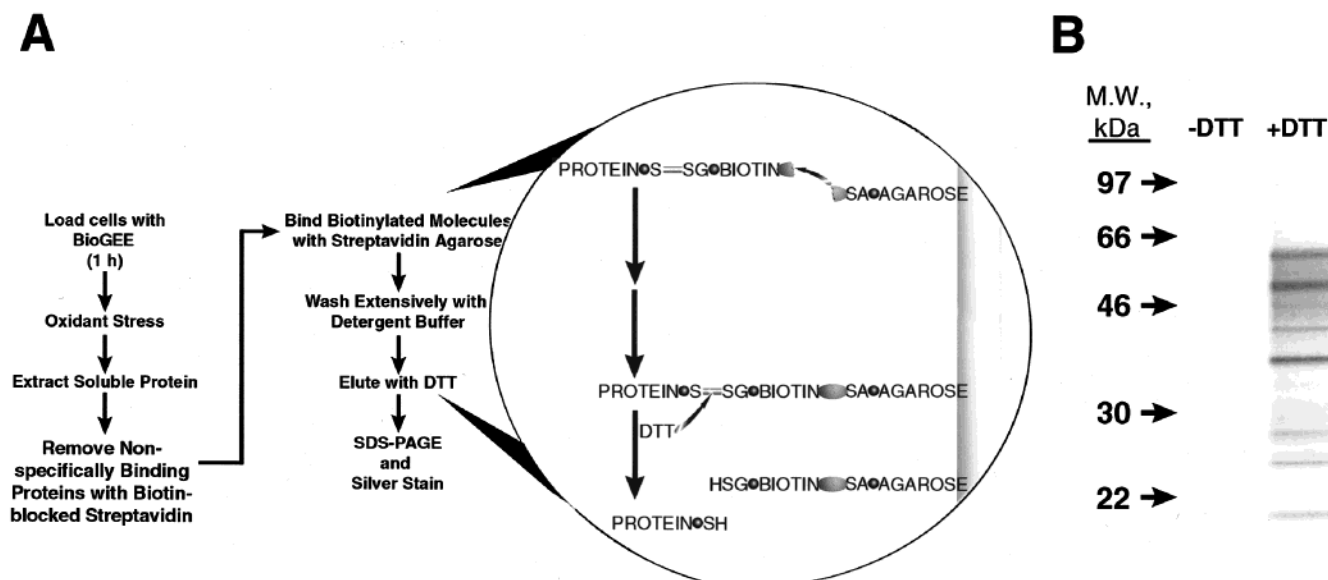 A
Load cells with
BioGEE
(1 h)
Oxidant Stress
Extract Soluble Protein
Remove Non-
specifically Binding
Proteins with Biotin-
blocked Streptavidin
Bind Biotinylated Molecules
with Streptavidin Agarose
Wash Extensively with
Detergent Buffer
Elute with DTT
SDS-PAGE
and
Silver Stain
PROTEIN•S=SG•BIOTIN
SA•AGAROSE
PROTEIN•S=SG•BIOTIN SA•AGAROSE
DTT
HSG•BIOTIN SA•AGAROSE
PROTEIN•SH
B
M.W.,
kDa -DTT +DTT
97
66
46
30
22